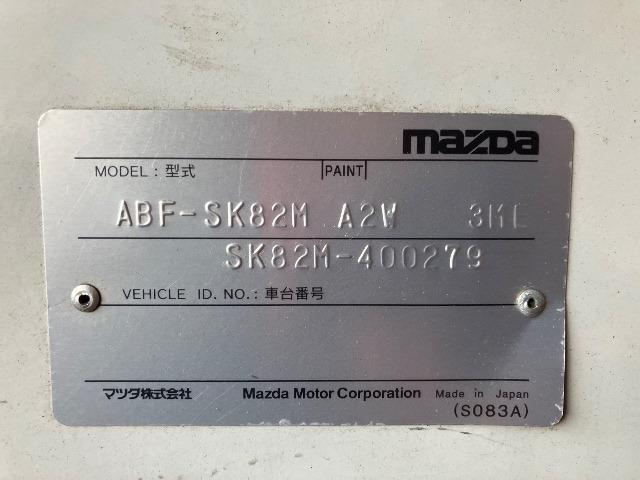 mazda
MODEL : 型式 |PAINT|
ABF-SK82M A2W 3ME
SK82M-400279
VEHICLE ID. NO. : 車台番号
マツダ株式会社 Mazda Motor Corporation Made in Japan
(S083A)